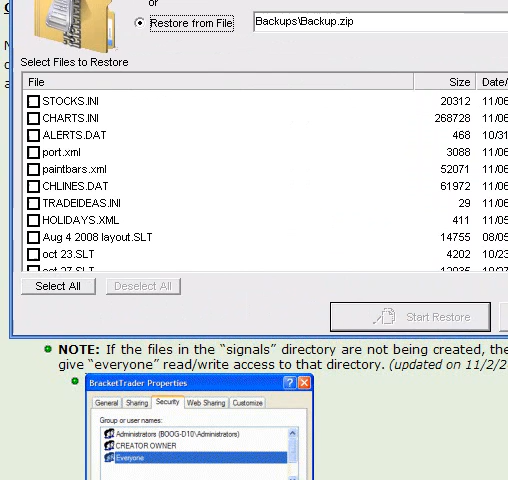 or
Restore from File
Backups\Backup.zip
Select Files to Restore
File Size Date/
STOCKS.INI 20312 11/06
CHARTS.INI 268728 11/06
ALERTS.DAT 468 10/31
port.xml 3088 11/06
paintbars.xml 52071 11/06
CHLINES.DAT 61972 11/06
TRADEIDEAS.INI 29 11/06
HOLIDAYS.XML 411 11/05
Aug 4 2008 layout.SLT 14755 08/05
oct 23.SLT 4202 10/23
oct 27.SLT 12035 10/27
Select All Deselect All
Start Restore
NOTE: If the files in the “signals” directory are not being created, the
give “everyone” read/write access to that directory. (updated on 11/2/2
BracketTrader Properties
General Sharing Security Web Sharing Customize
Group or user names:
Administrators (BOOG-D10\Administrators)
CREATOR OWNER
Everyone